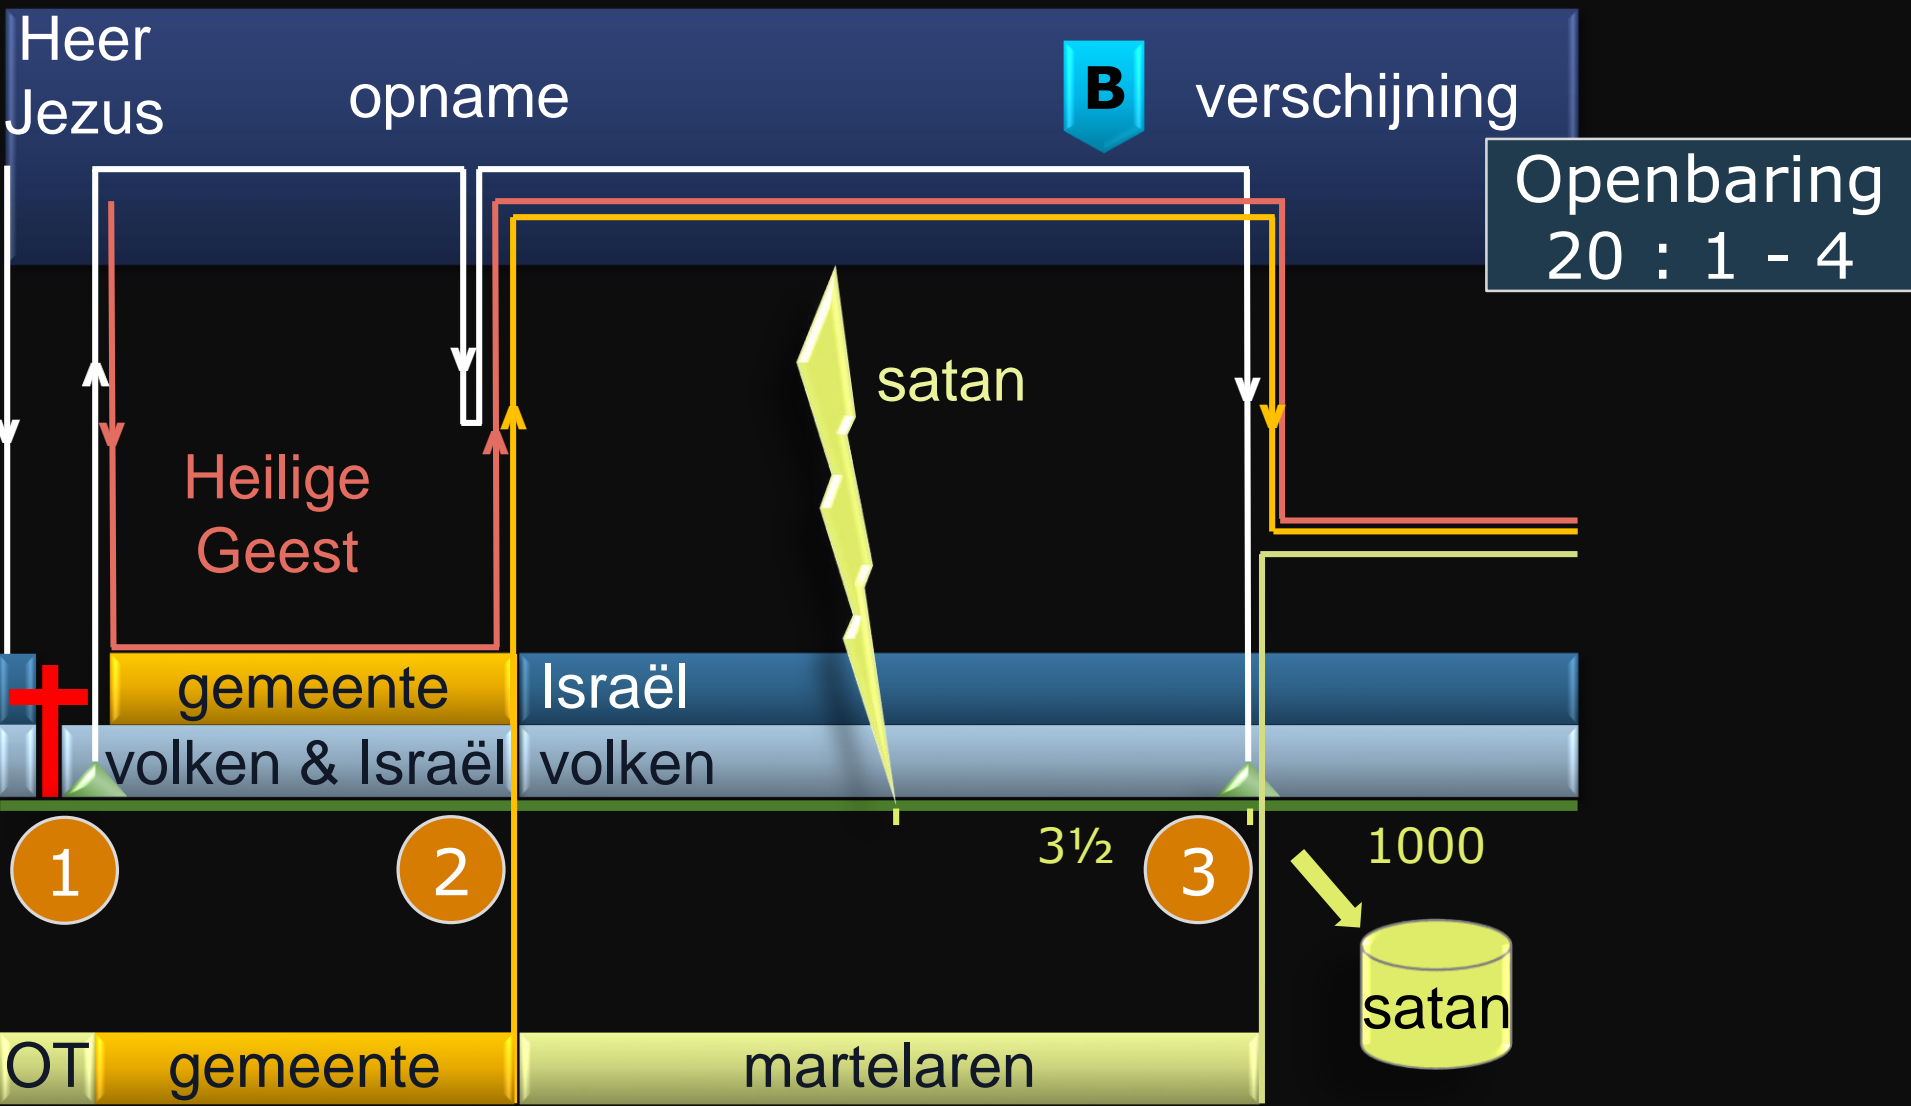 Heer
Jezus
opname
B
verschijning
Openbaring
20 : 1 - 4
satan
Heilige
Geest
gemeente
Israël
volken & Israël
volken
1
2
3½
3
1000
satan
OT
gemeente
martelaren